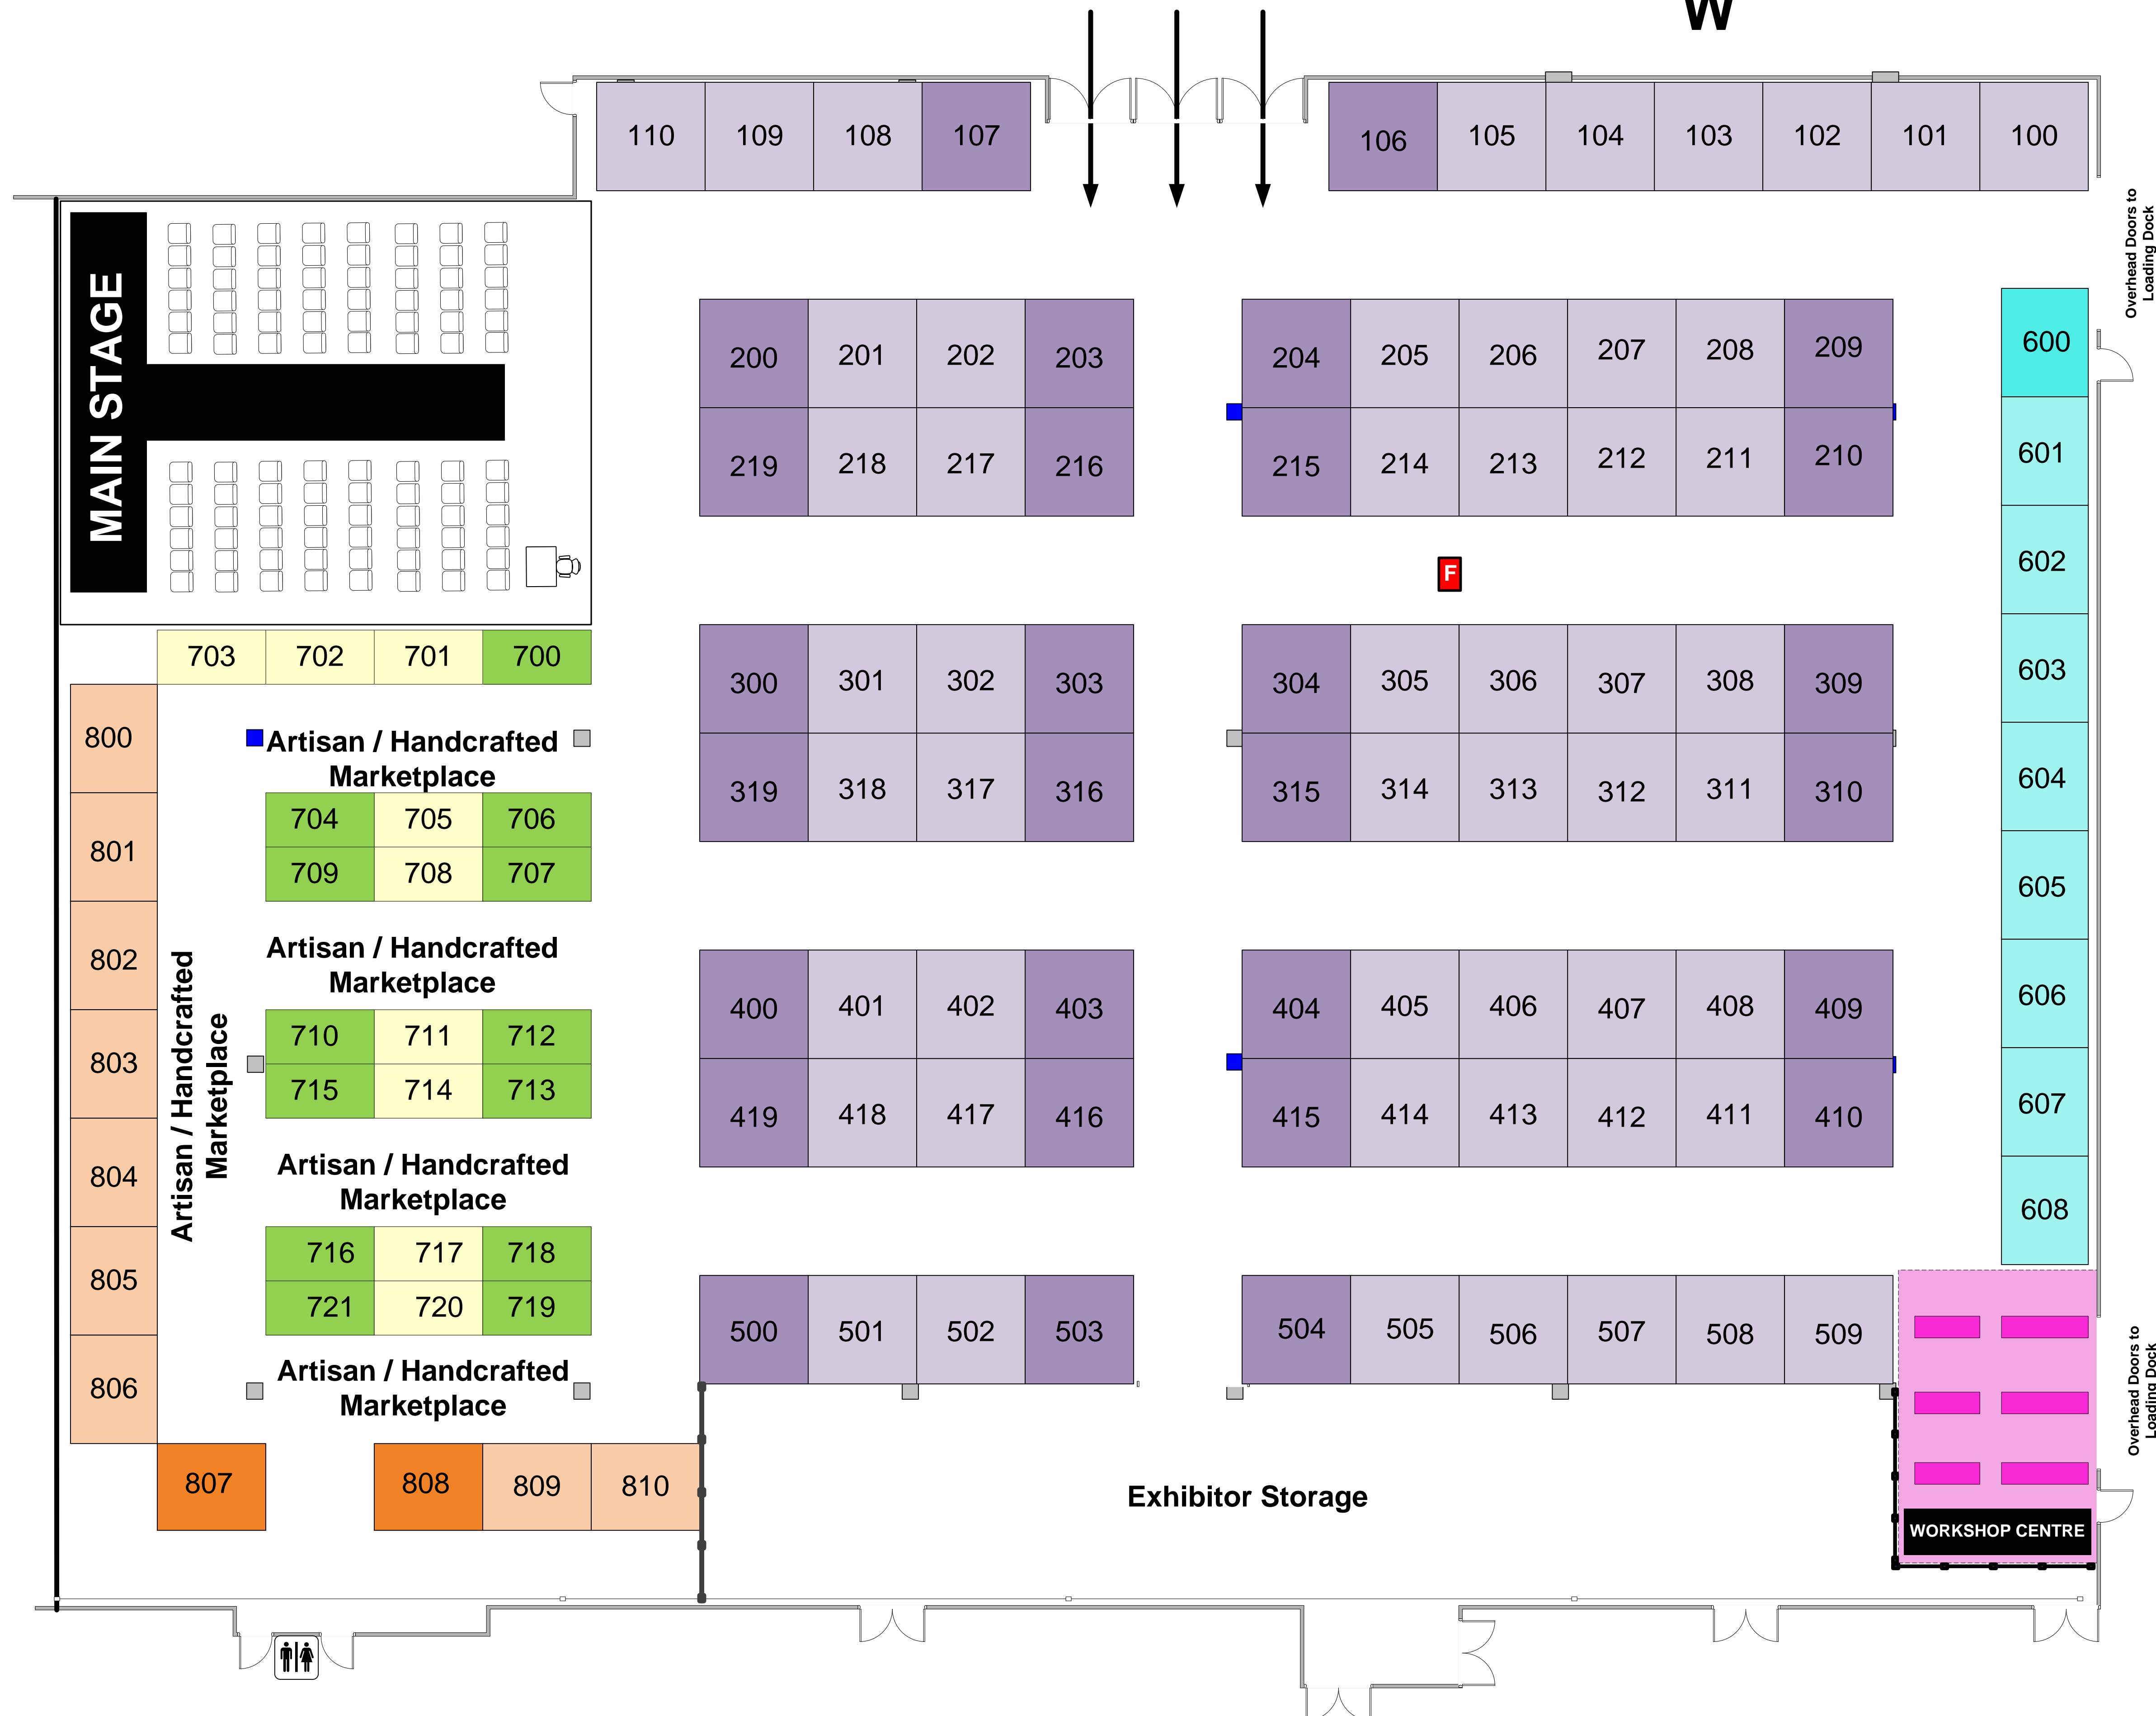 W
110 109 108 107 106 105 104 103 102 101 100
Overhead Doors to
Loading Dock
MAIN STAGE
200 201 202 203 204 205 206 207 208 209
600
219 218 217 216 215 214 213 212 211 210
601
F
602
703 702 701 700
300 301 302 303 304 305 306 307 308 309
603
800
Artisan / Handcrafted
Marketplace
319 318 317 316 315 314 313 312 311 310
604
801
704 705 706
709 708 707
605
Artisan / Handcrafted
Marketplace
802
Artisan / Handcrafted
Marketplace
400 401 402 403 404 405 406 407 408 409
606
803
710 711 712
715 714 713
419 418 417 416 415 414 413 412 411 410
607
804
Artisan / Handcrafted
Marketplace
608
805
716 717 718
721 720 719
500 501 502 503 504 505 506 507 508 509
806
Artisan / Handcrafted
Marketplace
Overhead Doors to
Loading Dock
807 808 809 810
Exhibitor Storage
WORKSHOP CENTRE